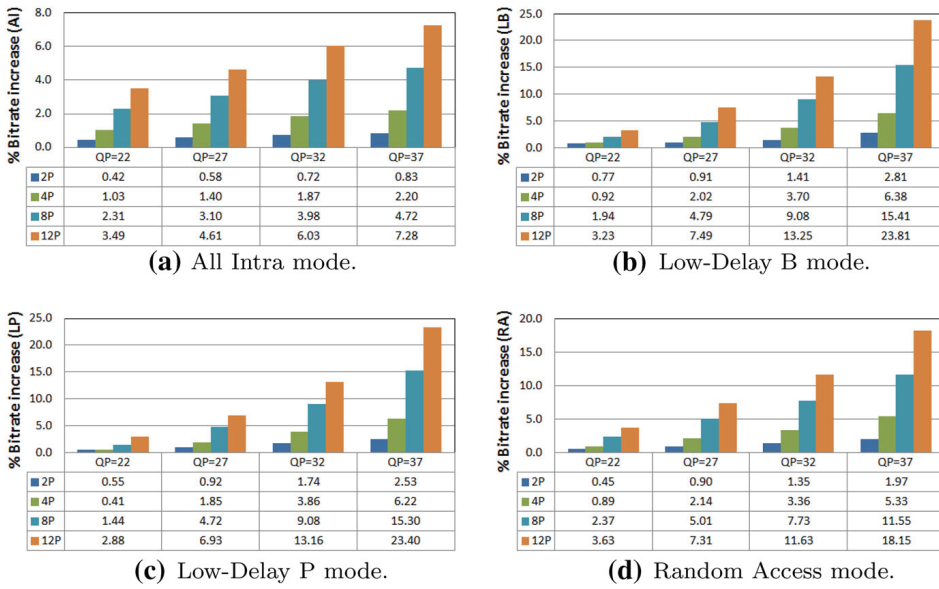 % Bitrate increase (AI)
8.0
6.0
4.0
2.0
0.0
QP=22 QP=27 QP=32 QP=37
2P 0.42 0.58 0.72 0.83
4P 1.03 1.40 1.87 2.20
8P 2.31 3.10 3.98 4.72
12P 3.49 4.61 6.03 7.28
(a) All Intra mode.
% Bitrate increase (LB)
25.0
20.0
15.0
10.0
5.0
0.0
QP=22 QP=27 QP=32 QP=37
2P 0.77 0.91 1.41 2.81
4P 0.92 2.02 3.70 6.38
8P 1.94 4.79 9.08 15.41
12P 3.23 7.49 13.25 23.81
(b) Low-Delay B mode.
% Bitrate increase (LP)
25.0
20.0
15.0
10.0
5.0
0.0
QP=22 QP=27 QP=32 QP=37
2P 0.55 0.92 1.74 2.53
4P 0.41 1.85 3.86 6.22
8P 1.44 4.72 9.08 15.30
12P 2.88 6.93 13.16 23.40
(c) Low-Delay P mode.
% Bitrate increase (RA)
20.0
15.0
10.0
5.0
0.0
QP=22 QP=27 QP=32 QP=37
2P 0.45 0.90 1.35 1.97
4P 0.89 2.14 3.36 5.33
8P 2.37 5.01 7.73 11.55
12P 3.63 7.31 11.63 18.15
(d) Random Access mode.